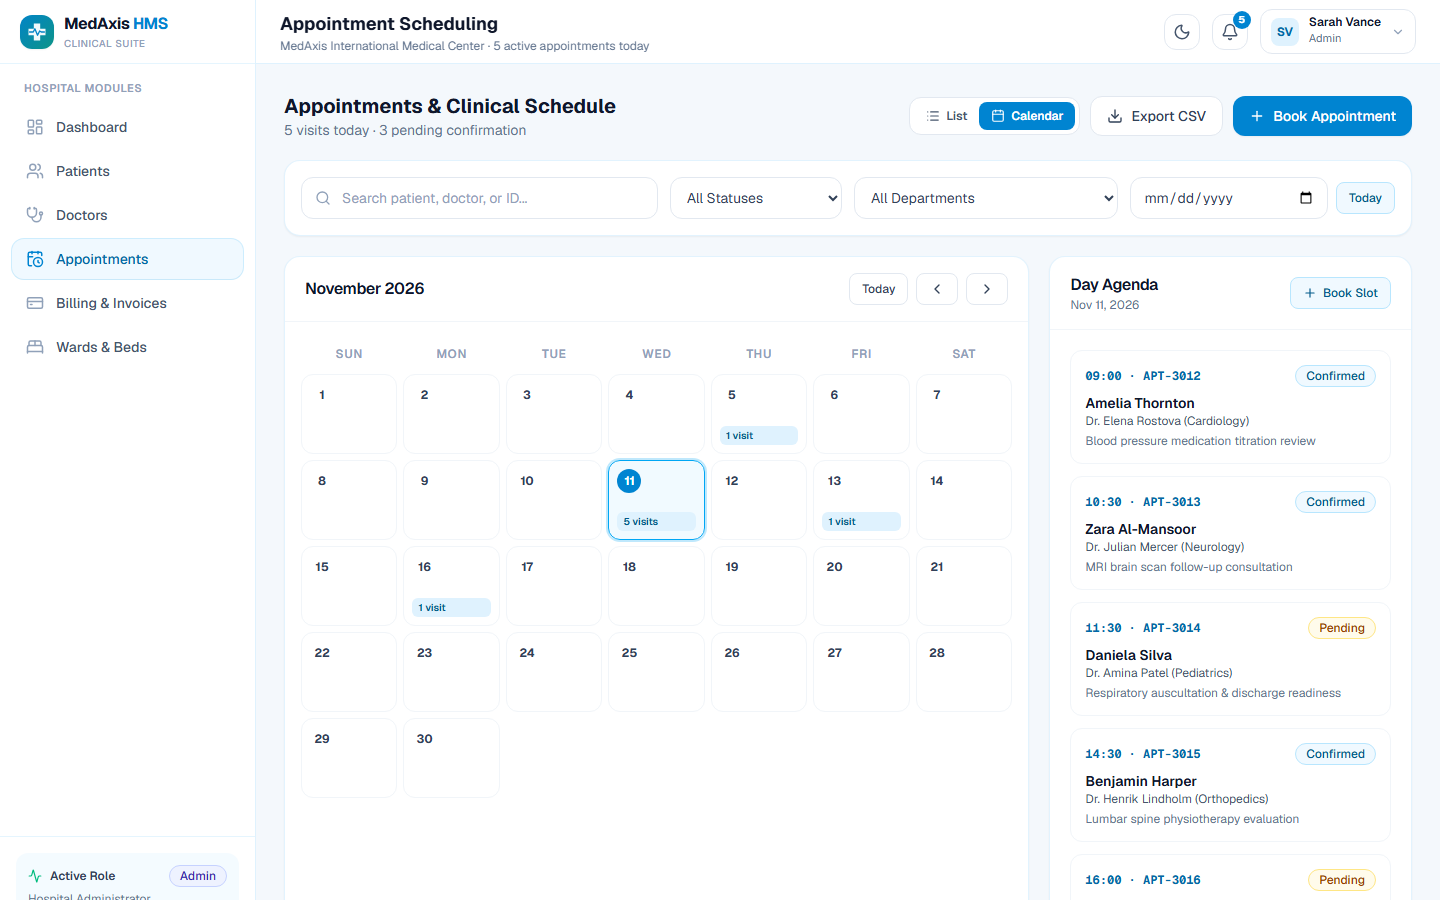 MedAxis HMS
CLINICAL SUITE
HOSPITAL MODULES
Dashboard
Patients
Doctors
Appointments
Billing & Invoices
Wards & Beds
Active Role
Admin
Hospital Administrator
Appointment Scheduling
MedAxis International Medical Center · 5 active appointments today
5
SV
Sarah Vance
Admin
Appointments & Clinical Schedule
5 visits today · 3 pending confirmation
List
Calendar
Export CSV
Book Appointment
Search patient, doctor, or ID...
All Statuses
All Departments
mm/dd/yyyy
Today
November 2026
Today
SUN MON TUE WED THU FRI SAT
1 2 3 4 5 6 7
1 visit
8 9 10 11 12 13 14
5 visits 1 visit
15 16 17 18 19 20 21
1 visit
22 23 24 25 26 27 28
29 30
Day Agenda
Nov 11, 2026
Book Slot
09:00 · APT-3012
Confirmed
Amelia Thornton
Dr. Elena Rostova (Cardiology)
Blood pressure medication titration review
10:30 · APT-3013
Confirmed
Zara Al-Mansoor
Dr. Julian Mercer (Neurology)
MRI brain scan follow-up consultation
11:30 · APT-3014
Pending
Daniela Silva
Dr. Amina Patel (Pediatrics)
Respiratory auscultation & discharge readiness
14:30 · APT-3015
Confirmed
Benjamin Harper
Dr. Henrik Lindholm (Orthopedics)
Lumbar spine physiotherapy evaluation
16:00 · APT-3016
Pending